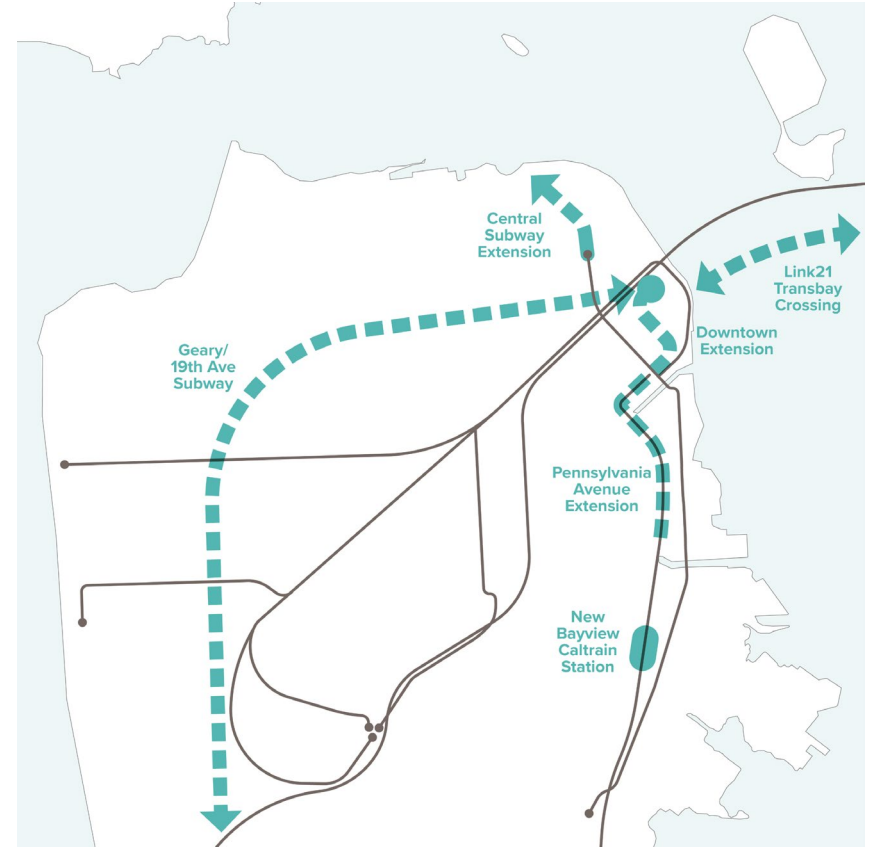 Central
Subway
Extension
Link21
Transbay
Crossing
Geary/
19th Ave
Subway
Downtown
Extension
Pennsylvania
Avenue
Extension
New
Bayview
Caltrain
Station